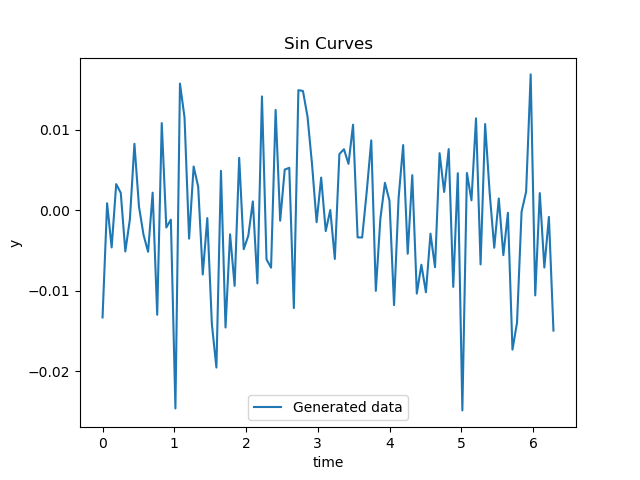 Sin Curves
y
0.01
0.00
−0.01
−0.02
Generated data
0 1 2 3 4 5 6
time